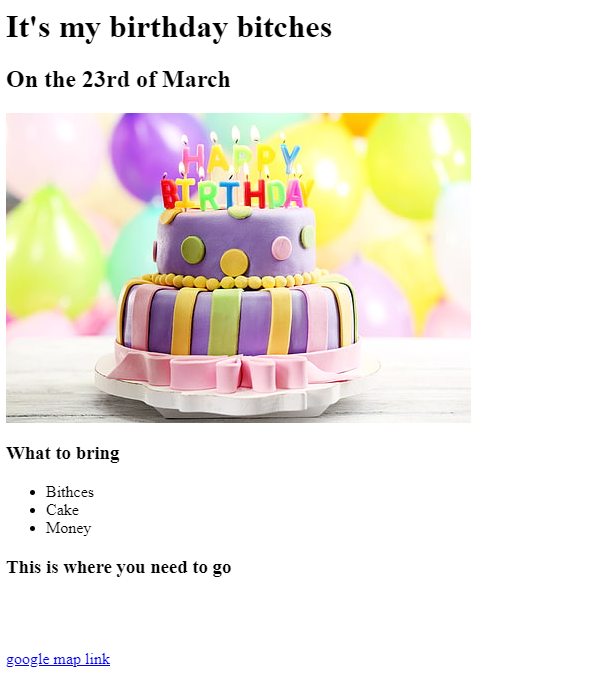 It's my birthday bitches
On the 23rd of March
HAPPY
BIRTHDAY
What to bring
Bithces
Cake
Money
This is where you need to go
google map link